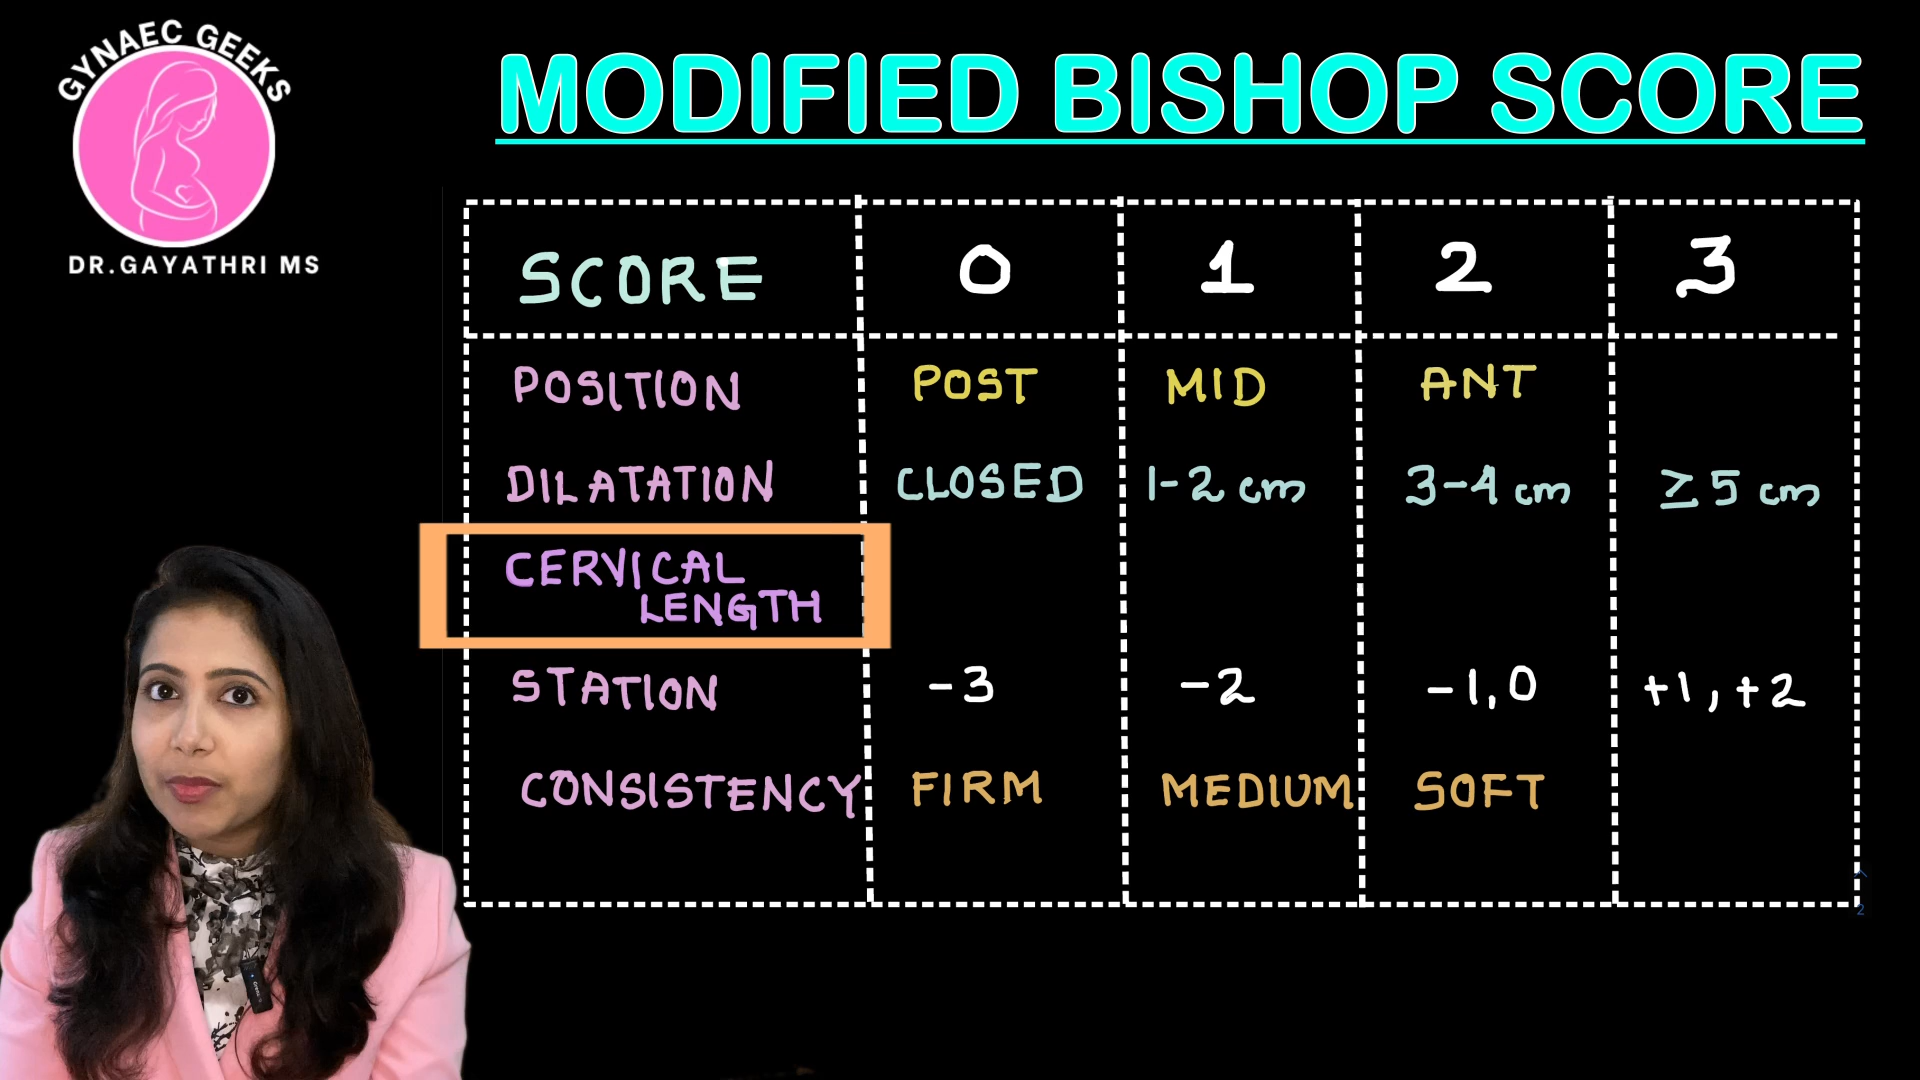 GYNAEC GEEKS
DR.GAYATHRI MS
MODIFIED BISHOP SCORE
SCORE 0 1 2 3
POSITION POST MID ANT
DILATATION CLOSED 1-2 cm 3-4 cm ≥5 cm
CERVICAL
LENGTH
STATION -3 -2 -1,0 +1,+2
CONSISTENCY FIRM MEDIUM SOFT
2